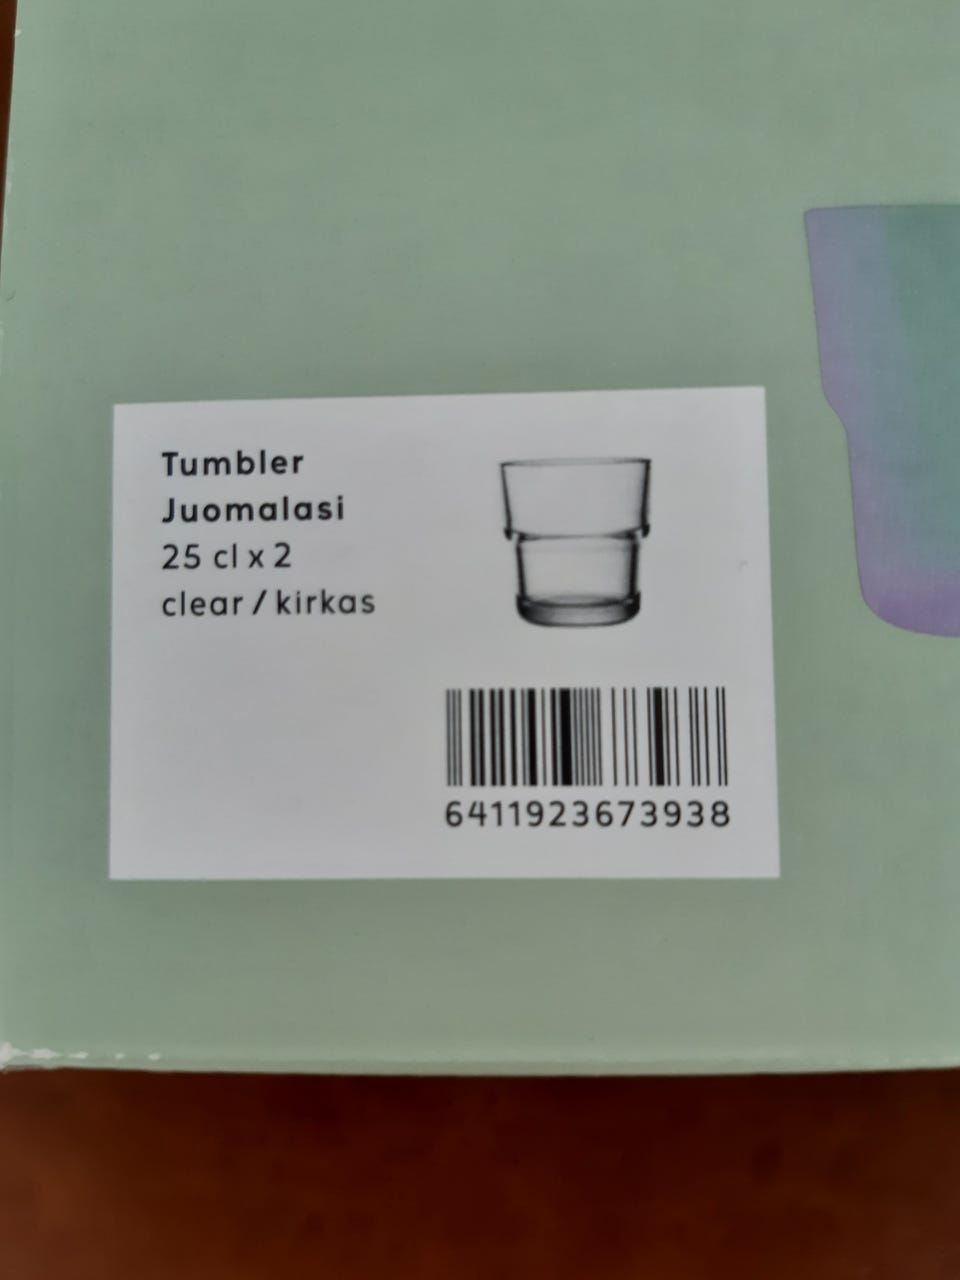 Tumbler
Juomalasi
25 cl x 2
clear / kirkas
6411923673938